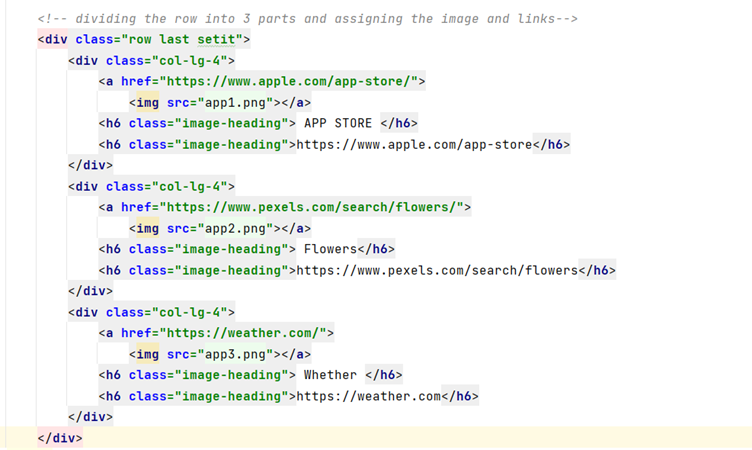 <!-- dividing the row into 3 parts and assigning the image and links-->
<div class="row last setit">
<div class="col-lg-4">
<a href="https://www.apple.com/app-store/">
<img src="app1.png"></a>
<h6 class="image-heading"> APP STORE </h6>
<h6 class="image-heading">https://www.apple.com/app-store</h6>
</div>
<div class="col-lg-4">
<a href="https://www.pexels.com/search/flowers/">
<img src="app2.png"></a>
<h6 class="image-heading"> Flowers</h6>
<h6 class="image-heading">https://www.pexels.com/search/flowers</h6>
</div>
<div class="col-lg-4">
<a href="https://weather.com/">
<img src="app3.png"></a>
<h6 class="image-heading"> Whether </h6>
<h6 class="image-heading">https://weather.com</h6>
</div>
</div>